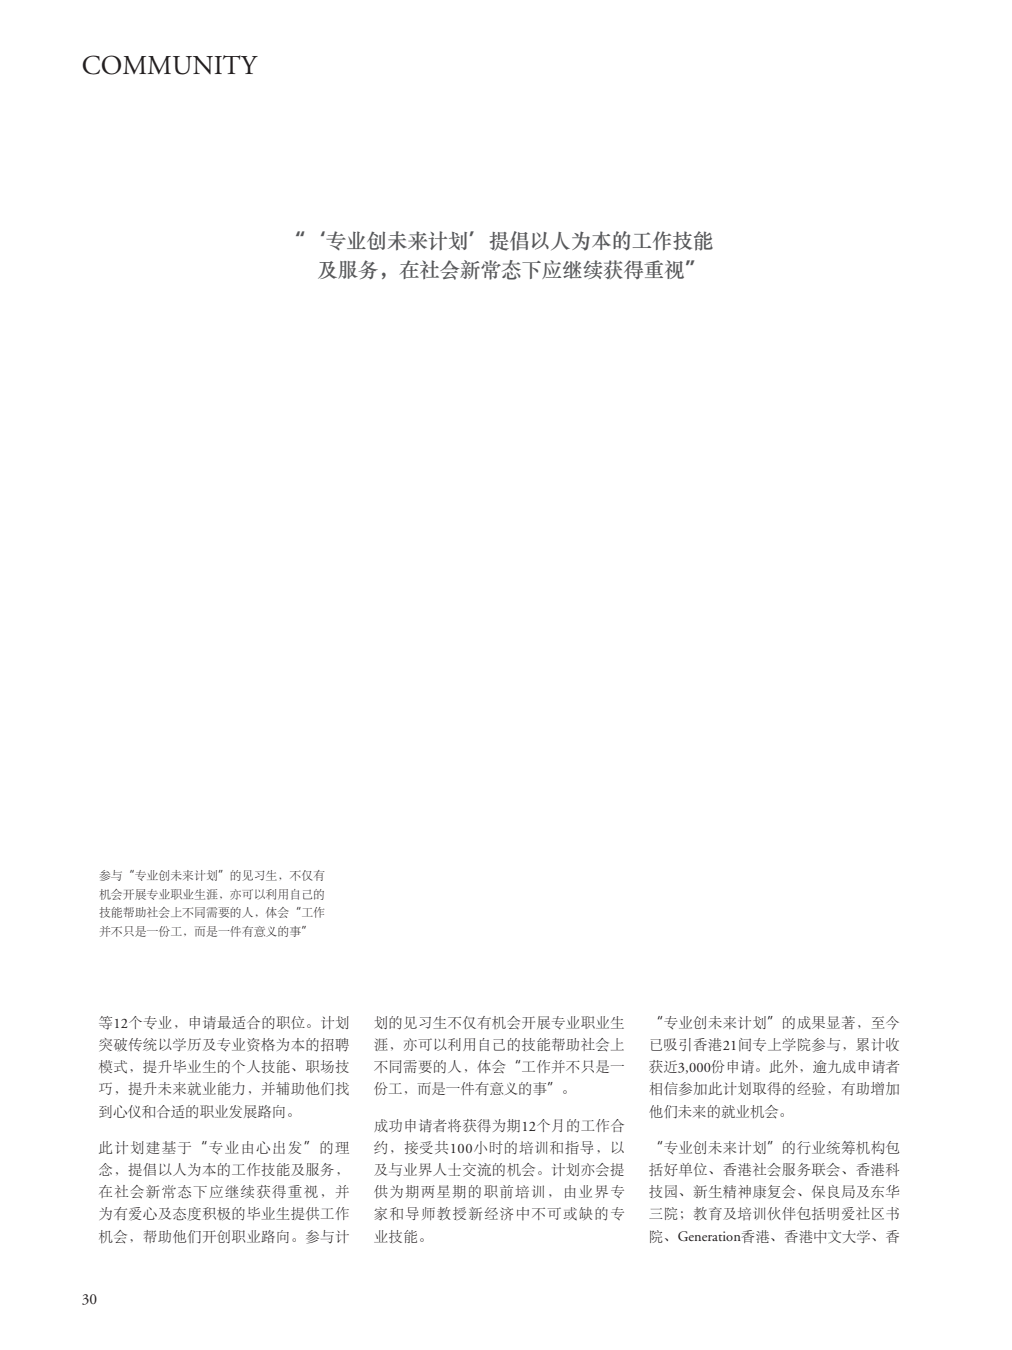 COMMUNITY
“‘专业创未来计划’提倡以人为本的工作技能
及服务，在社会新常态下应继续获得重视”
参与“专业创未来计划”的见习生，不仅有
机会开展专业职业生涯，亦可以利用自己的
技能帮助社会上不同需要的人，体会“工作
并不只是一份工，而是一件有意义的事”
等12个专业，申请最适合的职位。计划
突破传统以学历及专业资格为本的招聘
模式，提升毕业生的个人技能、职场技
巧，提升未来就业能力，并辅助他们找
到心仪和合适的职业发展路向。
此计划建基于“专业由心出发”的理
念，提倡以人为本的工作技能及服务，
在社会新常态下应继续获得重视，并
为有爱心及态度积极的毕业生提供工作
机会，帮助他们开创职业路向。参与计
划的见习生不仅有机会开展专业职业生
涯，亦可以利用自己的技能帮助社会上
不同需要的人，体会“工作并不只是一
份工，而是一件有意义的事”。
成功申请者将获得为期12个月的工作合
约，接受共100小时的培训和指导，以
及与业界人士交流的机会。计划亦会提
供为期两星期的职前培训，由业界专
家和导师教授新经济中不可或缺的专
业技能。
“专业创未来计划”的成果显著，至今
已吸引香港21间专上学院参与，累计收
获近3,000份申请。此外，逾九成申请者
相信参加此计划取得的经验，有助增加
他们未来的就业机会。
“专业创未来计划”的行业统筹机构包
括好单位、香港社会服务联会、香港科
技园、新生精神康复会、保良局及东华
三院；教育及培训伙伴包括明爱社区书
院、Generation香港、香港中文大学、香
30